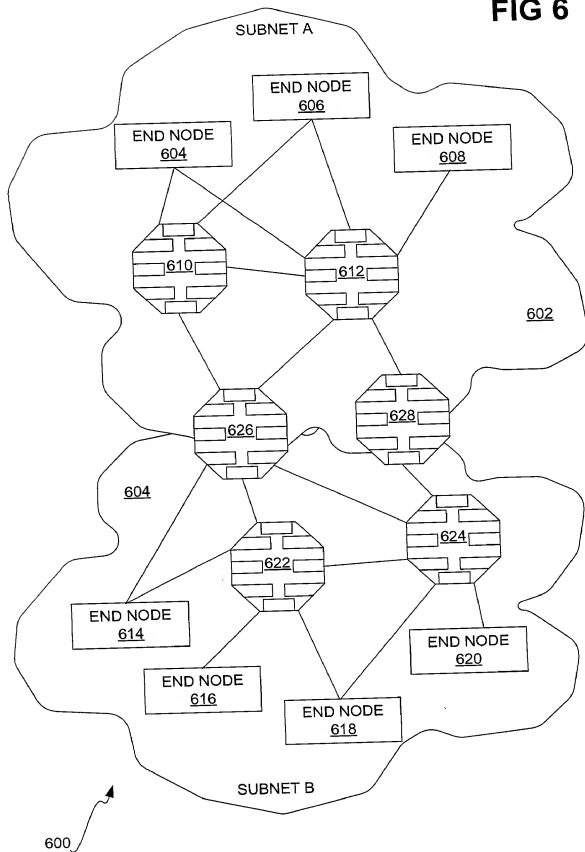 FIG 6
SUBNET A
END NODE
606
END NODE
604
END NODE
608
610
612
602
626
628
604
624
622
END NODE
614
END NODE
620
END NODE
616
END NODE
618
SUBNET B
600